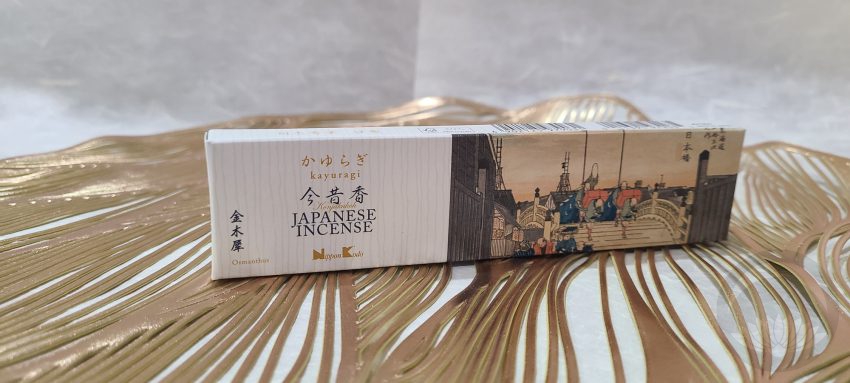 かゆらぎ
kayuragi
今昔香
Konjakukoh
JAPANESE
INCENSE
Nippon Kodo
金木犀
Osmanthus
日本橋